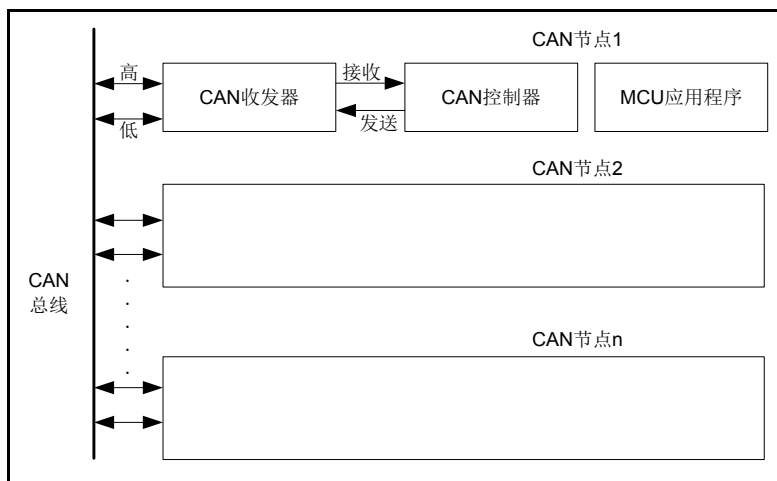 CAN节点1
高
接收
CAN收发器
CAN控制器
MCU应用程序
低
发送
CAN节点2
CAN
总线
CAN节点n